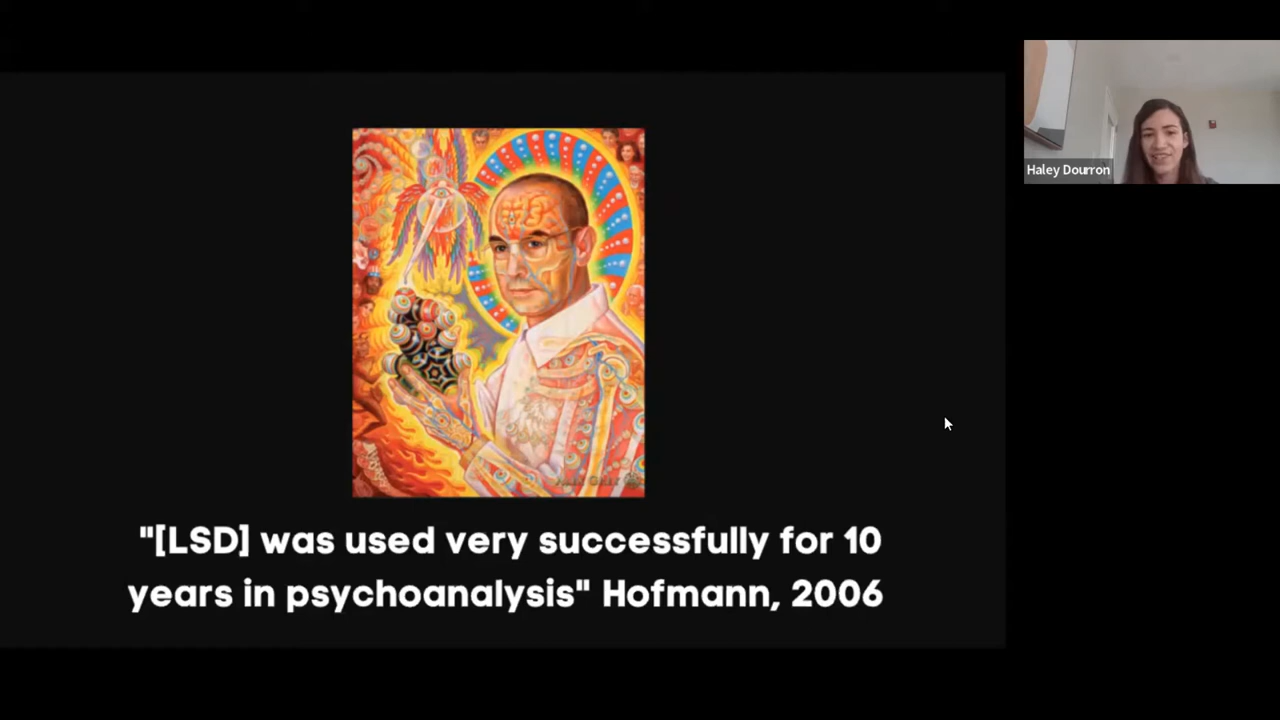 Haley Dourron
"[LSD] was used very successfully for 10
years in psychoanalysis" Hofmann, 2006